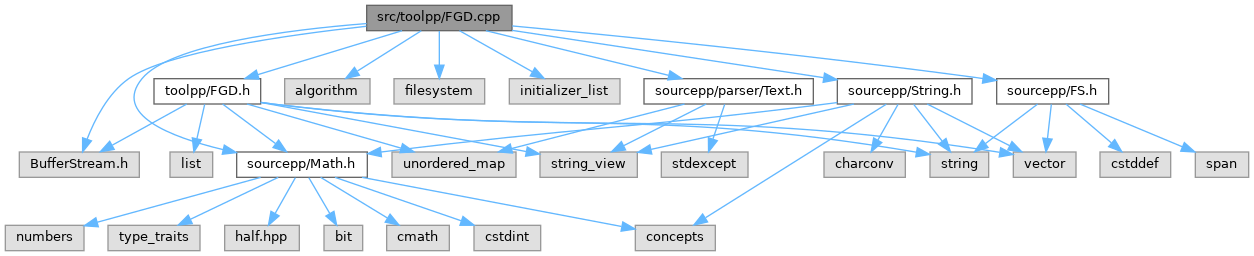 src/toolpp/FGD.cpp
toolpp/FGD.h
algorithm
filesystem
initializer_list
sourcepp/parser/Text.h
sourcepp/String.h
sourcepp/FS.h
BufferStream.h
list
sourcepp/Math.h
unordered_map
string_view
stdexcept
charconv
string
vector
cstddef
span
numbers
type_traits
half.hpp
bit
cmath
cstdint
concepts